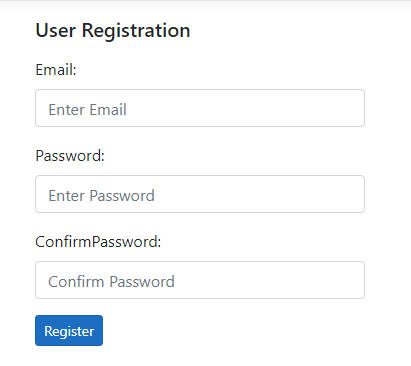 User Registration
Email:
Enter Email
Password:
Enter Password
ConfirmPassword:
Confirm Password
Register